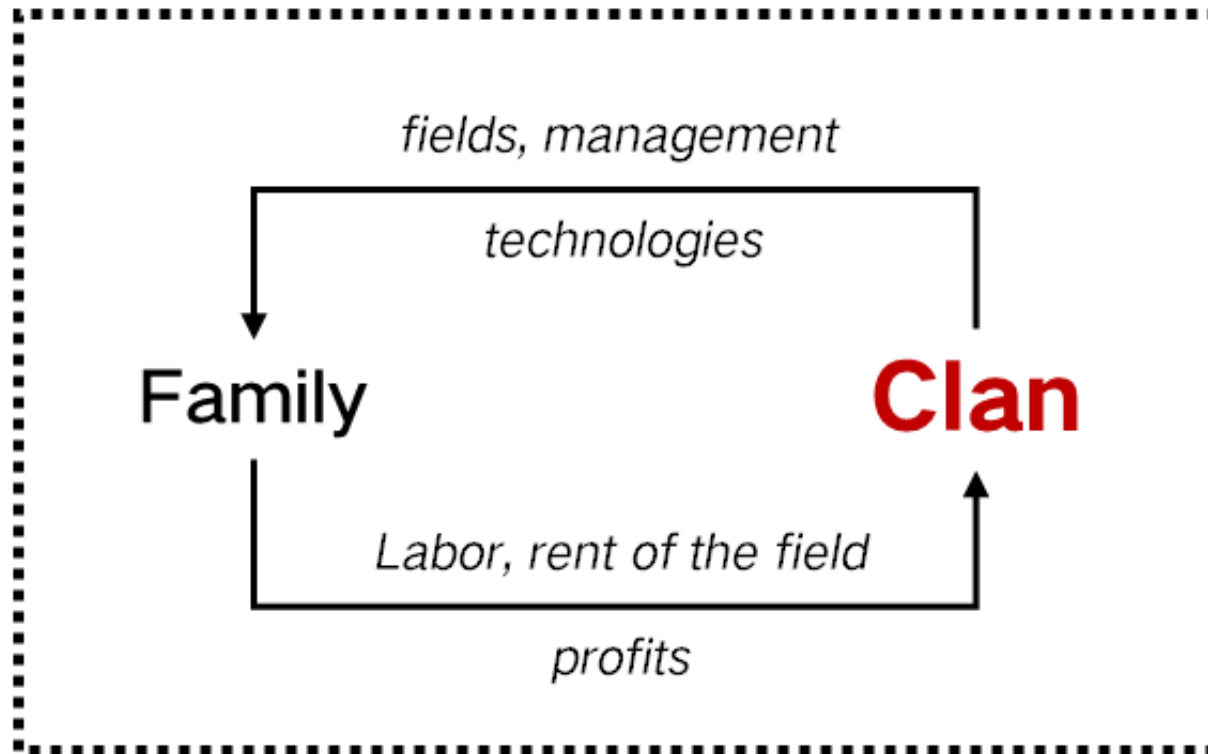 fields, management
technologies
Family
Clan
Labor, rent of the field
profits